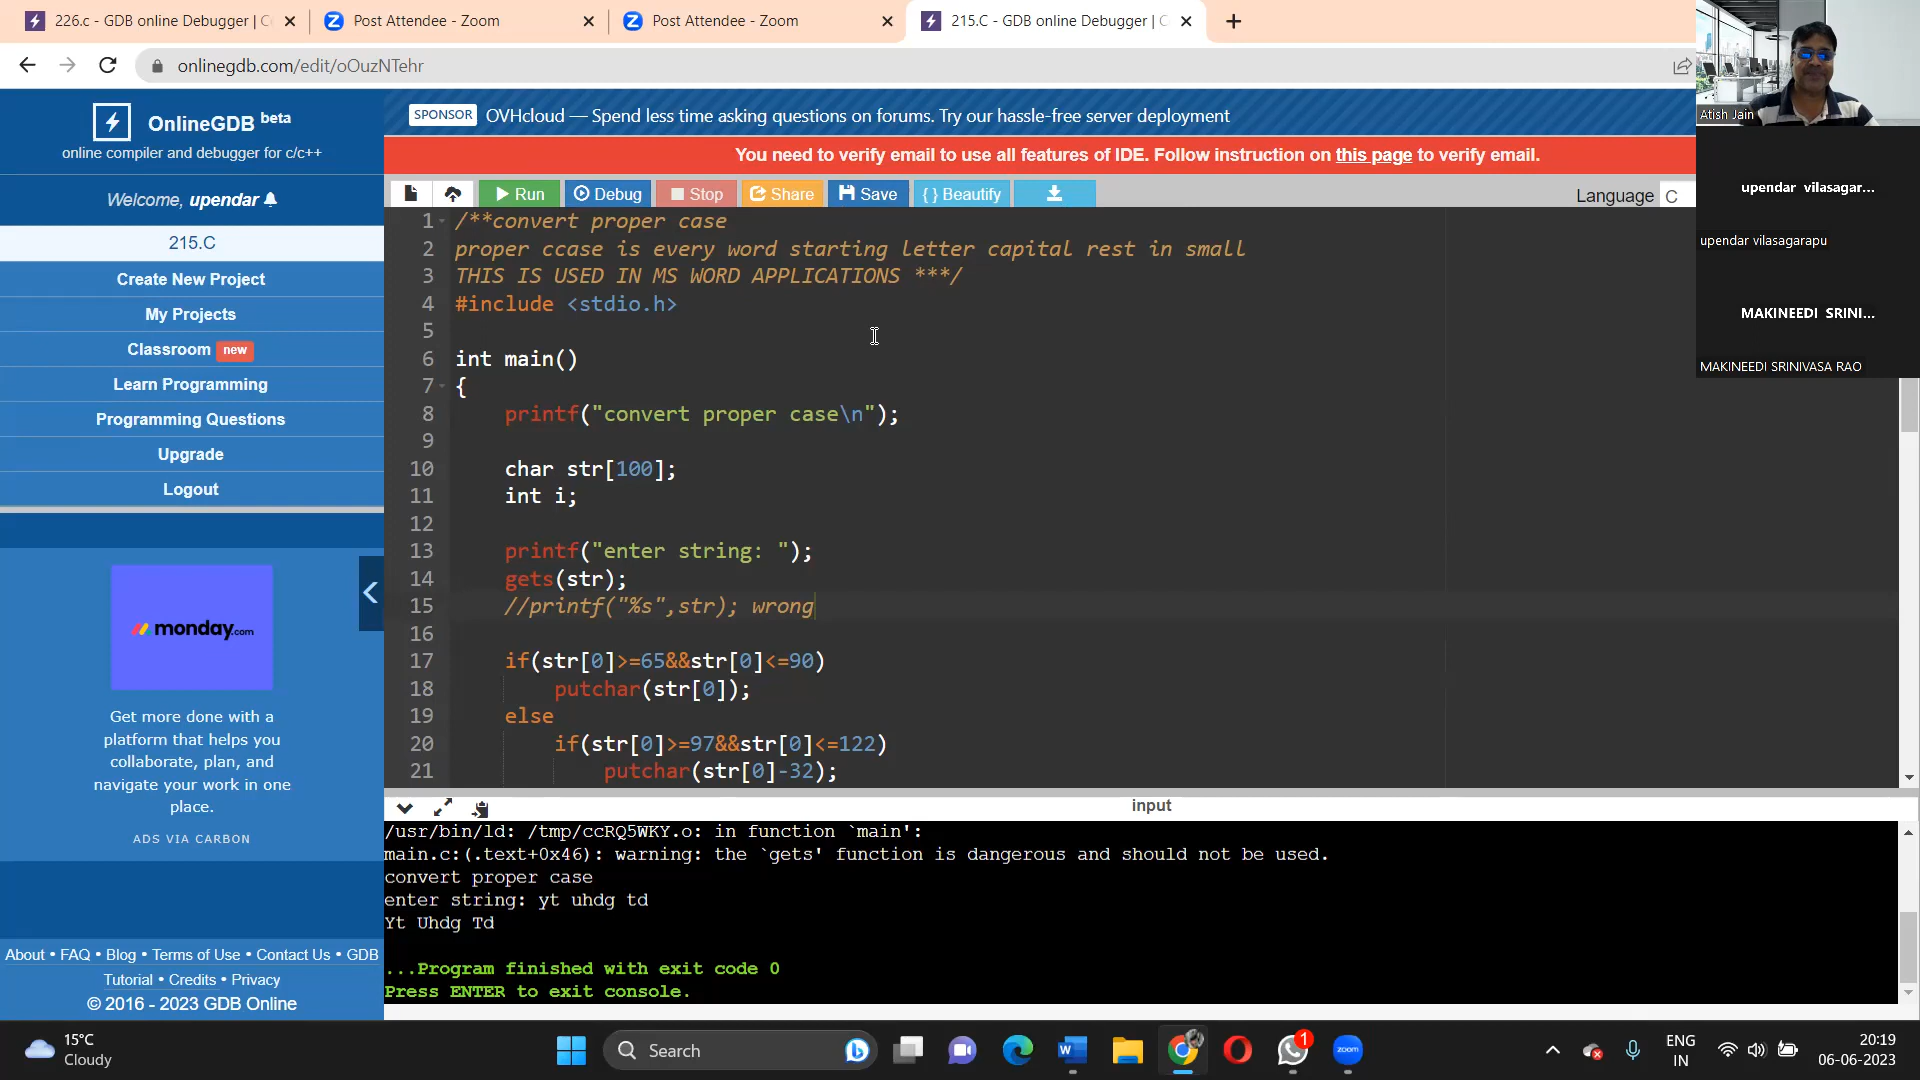 226.c - GDB online Debugger | C
Post Attendee - Zoom
Post Attendee - Zoom
215.C - GDB online Debugger | C
onlinegdb.com/edit/oOuzNTehr
OnlineGDB beta
online compiler and debugger for c/c++
Welcome, upendar
215.C
Create New Project
My Projects
Classroom new
Learn Programming
Programming Questions
Upgrade
Logout
monday.com
Get more done with a
platform that helps you
collaborate, plan, and
navigate your work in one
place.
ADS VIA CARBON
About • FAQ • Blog • Terms of Use • Contact Us • GDB
Tutorial • Credits • Privacy
© 2016 - 2023 GDB Online
SPONSOR OVHcloud — Spend less time asking questions on forums. Try our hassle-free server deployment
You need to verify email to use all features of IDE. Follow instruction on this page to verify email.
Run Debug Stop Share Save { } Beautify
Language C
1 /**convert proper case
2 proper ccase is every word starting letter capital rest in small
3 THIS IS USED IN MS WORD APPLICATIONS ***/
4 #include <stdio.h>
5
6 int main()
7 {
8 printf("convert proper case\n");
9
10 char str[100];
11 int i;
12
13 printf("enter string: ");
14 gets(str);
15 //printf("%s",str); wrong
16
17 if(str[0]>=65&&str[0]<=90)
18 putchar(str[0]);
19 else
20 if(str[0]>=97&&str[0]<=122)
21 putchar(str[0]-32);
input
/usr/bin/ld: /tmp/ccRQ5WKY.o: in function `main':
main.c:(.text+0x46): warning: the `gets' function is dangerous and should not be used.
convert proper case
enter string: yt uhdg td
Yt Uhdg Td
...Program finished with exit code 0
Press ENTER to exit console.
Atish Jain
upendar vilasagar...
upendar vilasagarapu
MAKINEEDI SRINI...
MAKINEEDI SRINIVASA RAO
15°C
Cloudy
Search
zoom
1
ENG
IN
20:19
06-06-2023